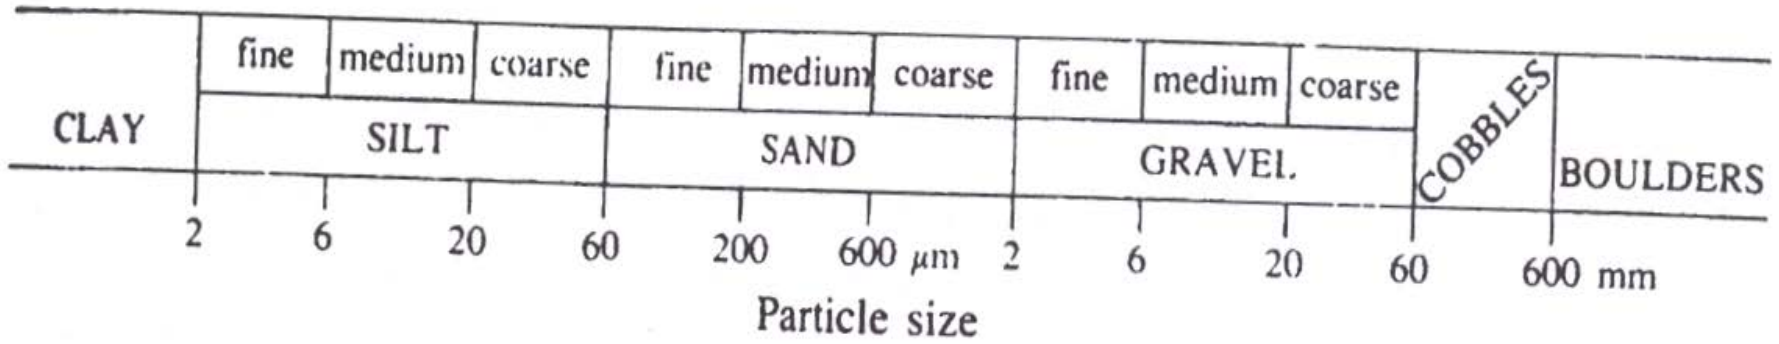 fine medium coarse fine medium coarse fine medium coarse
CLAY SILT SAND GRAVEL COBBLES BOULDERS
2 6 20 60 200 600 μm 2 6 20 60 600 mm
Particle size